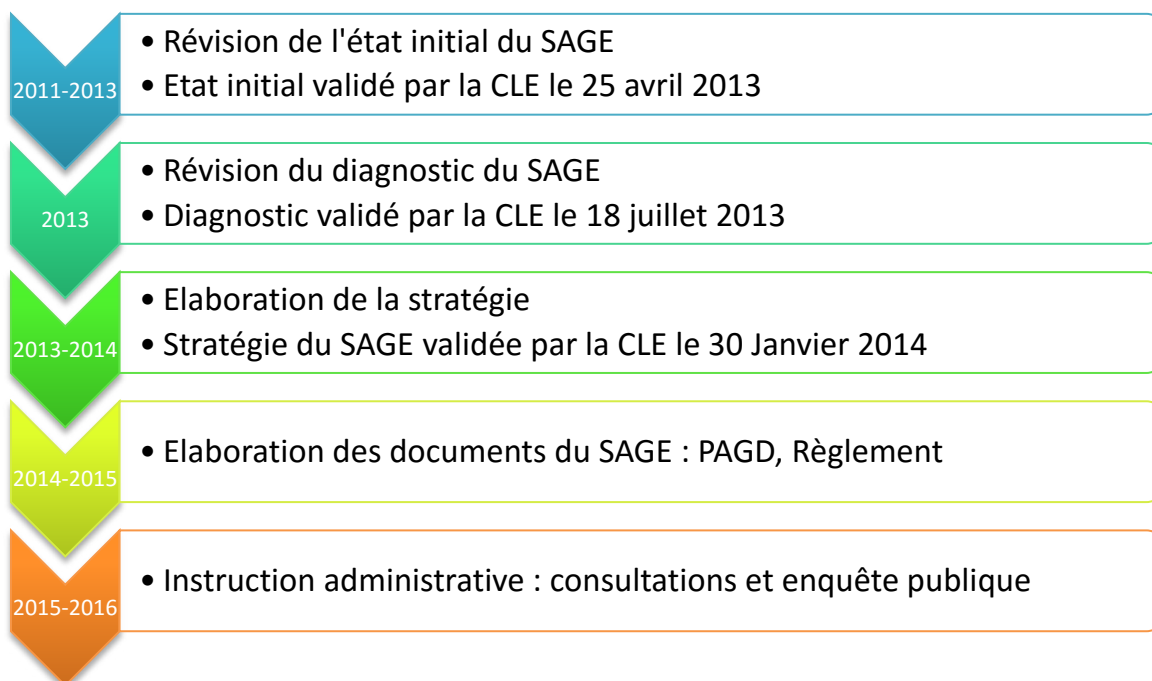 2011-2013
• Révision de l'état initial du SAGE
• Etat initial validé par la CLE le 25 avril 2013
2013
• Révision du diagnostic du SAGE
• Diagnostic validé par la CLE le 18 juillet 2013
2013-2014
• Elaboration de la stratégie
• Stratégie du SAGE validée par la CLE le 30 Janvier 2014
2014-2015
• Elaboration des documents du SAGE : PAGD, Règlement
2015-2016
• Instruction administrative : consultations et enquête publique